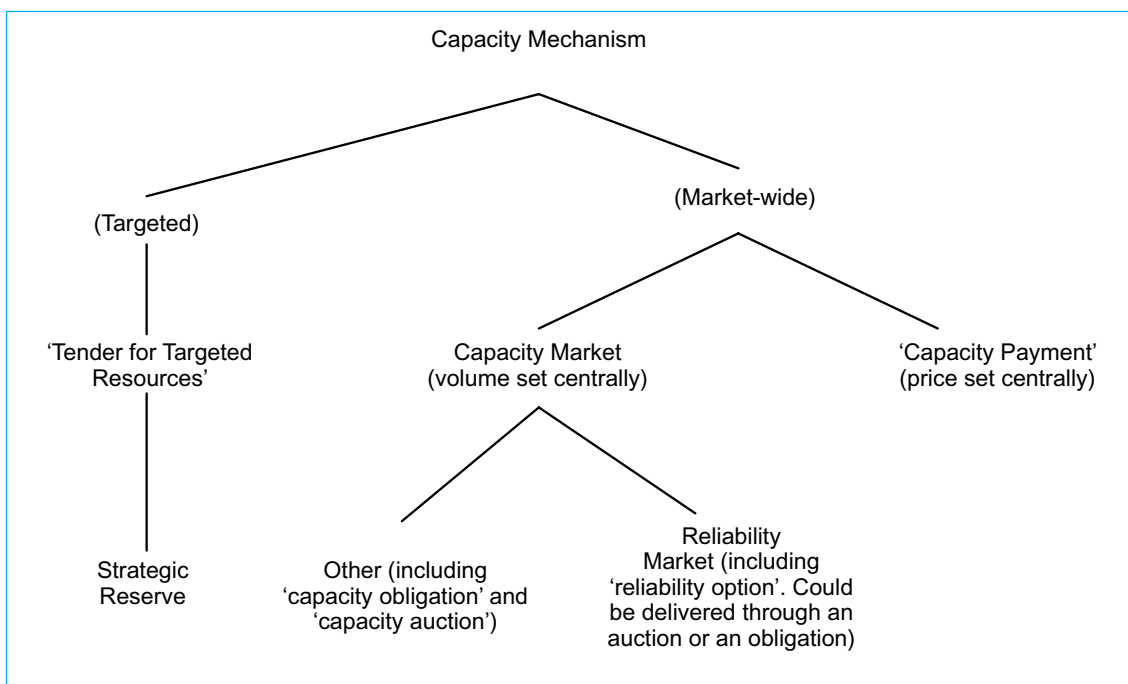 Capacity Mechanism
(Targeted)
(Market-wide)
‘Tender for Targeted
Resources’
Capacity Market
(volume set centrally)
‘Capacity Payment’
(price set centrally)
Strategic
Reserve
Other (including
‘capacity obligation’ and
‘capacity auction’)
Reliability
Market (including
‘reliability option’. Could
be delivered through an
auction or an obligation)